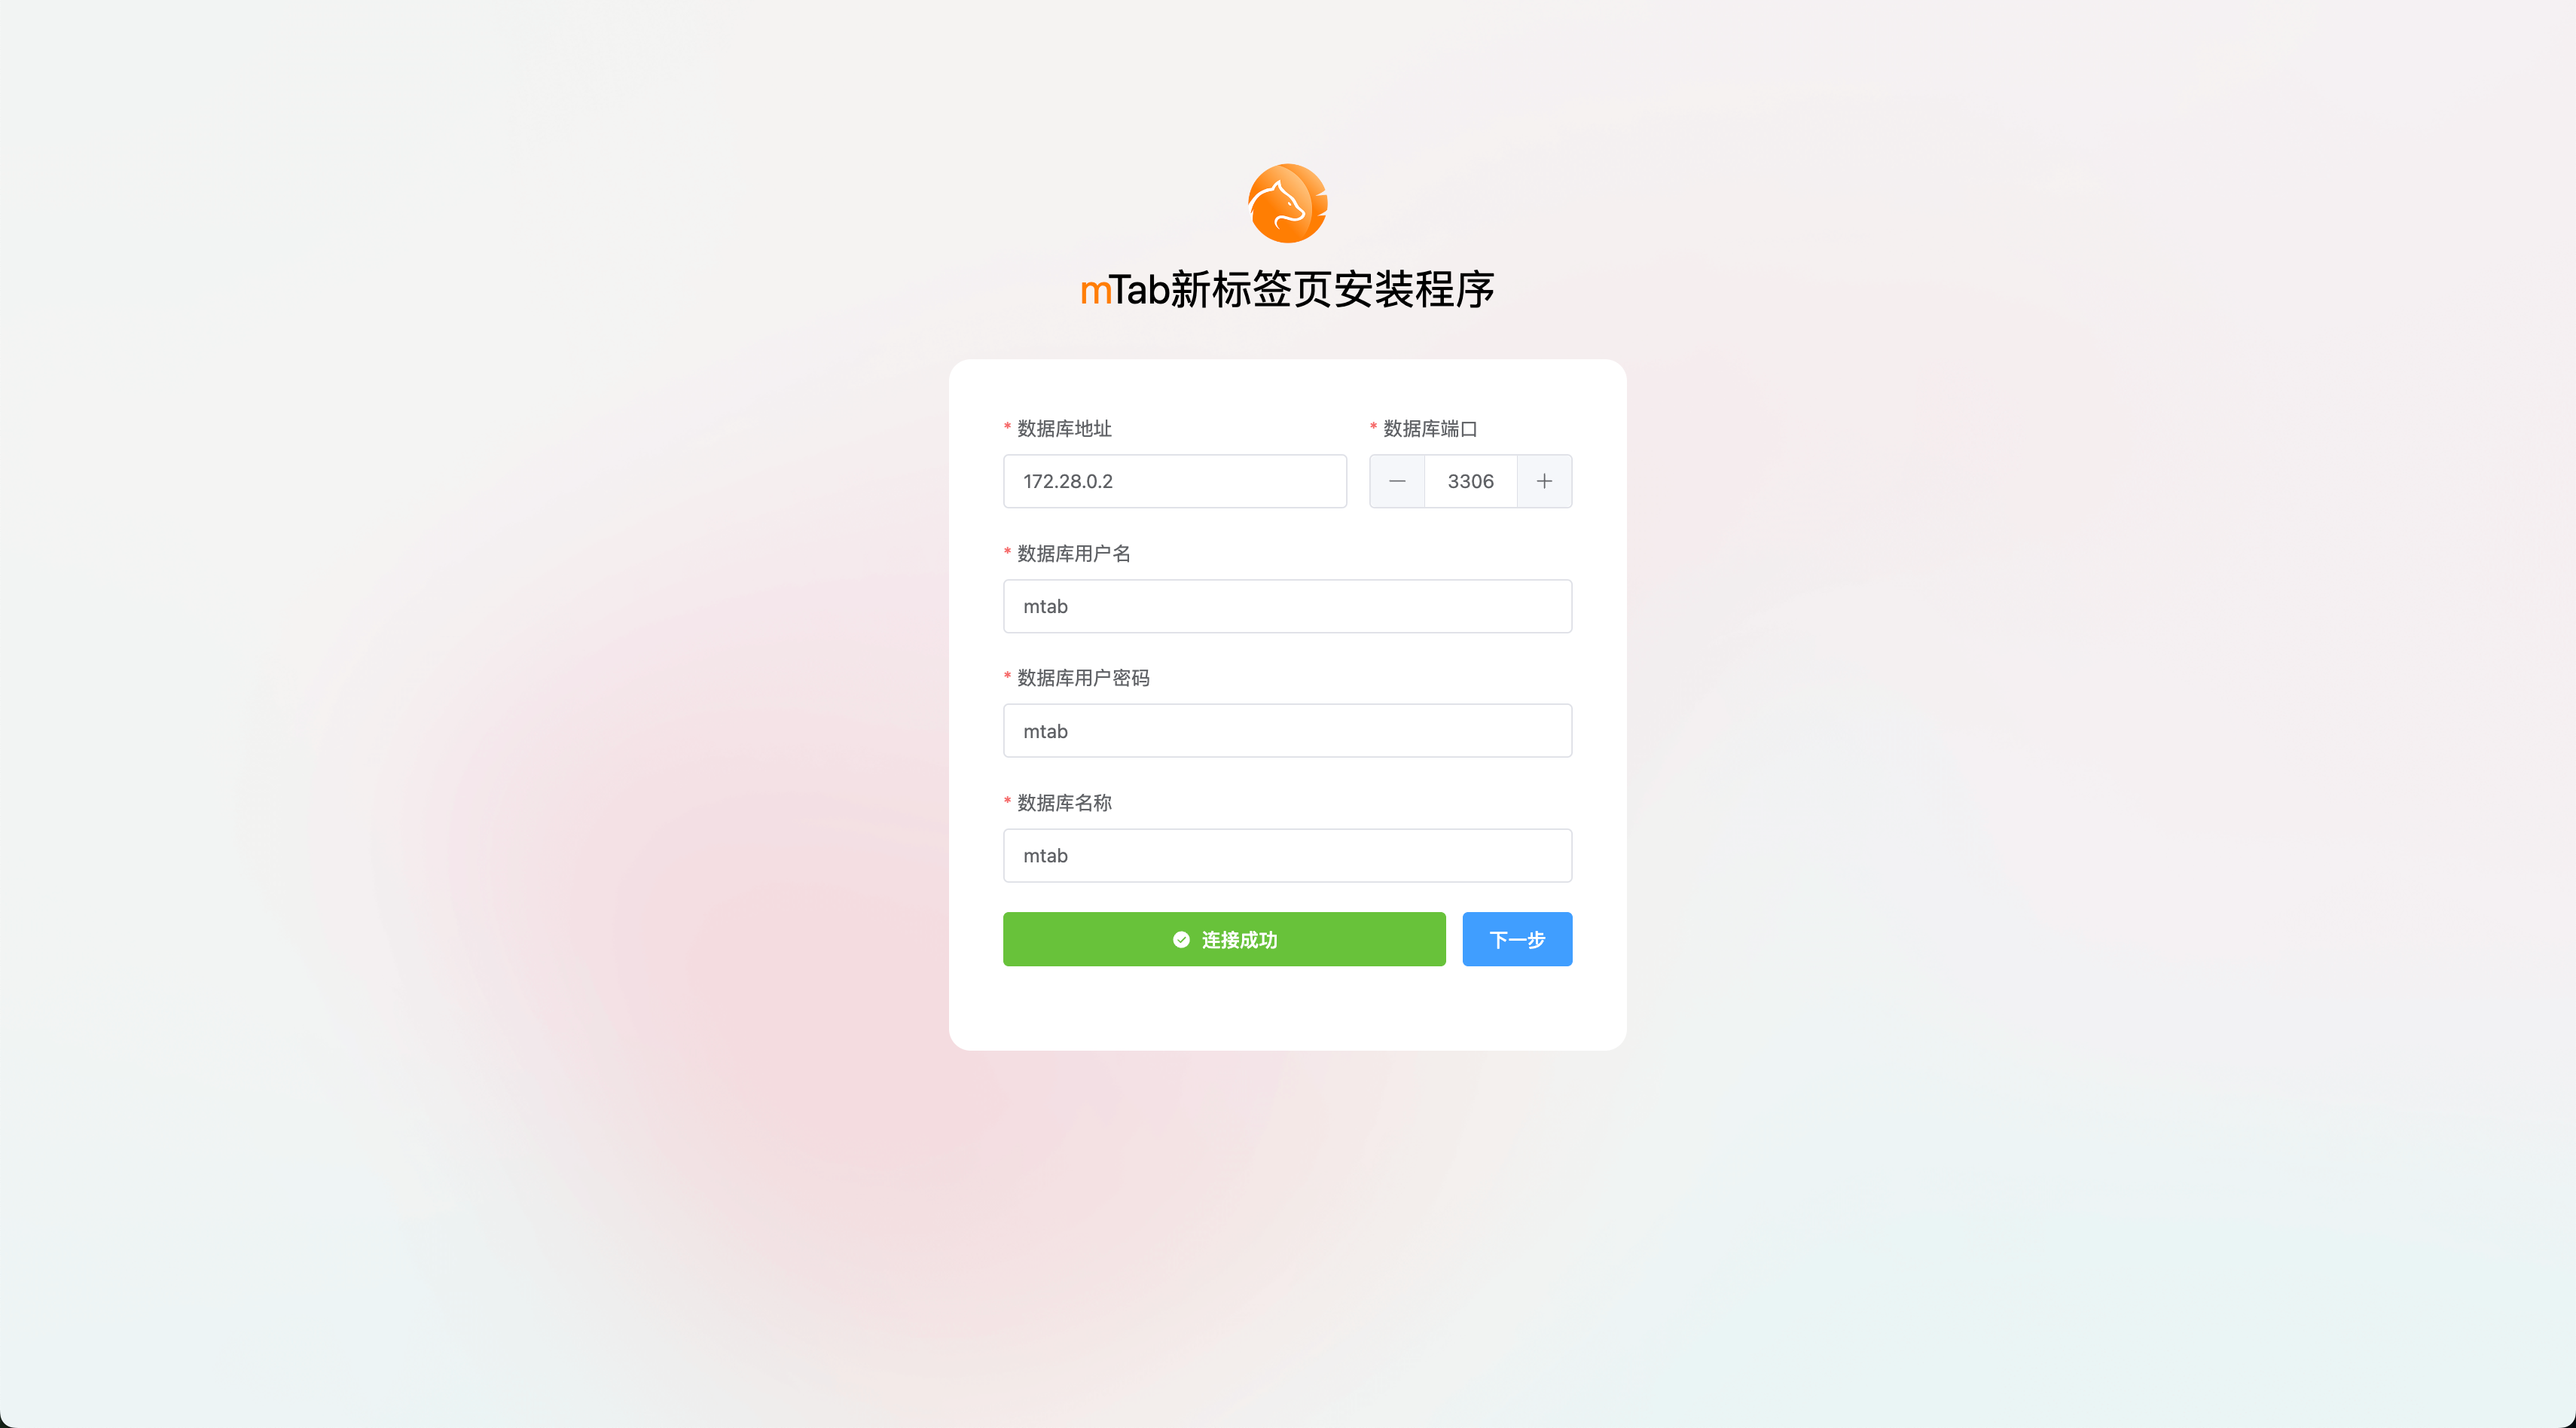 mTab新标签页安装程序
* 数据库地址
* 数据库端口
172.28.0.2
3306
* 数据库用户名
mtab
* 数据库用户密码
mtab
* 数据库名称
mtab
连接成功
下一步